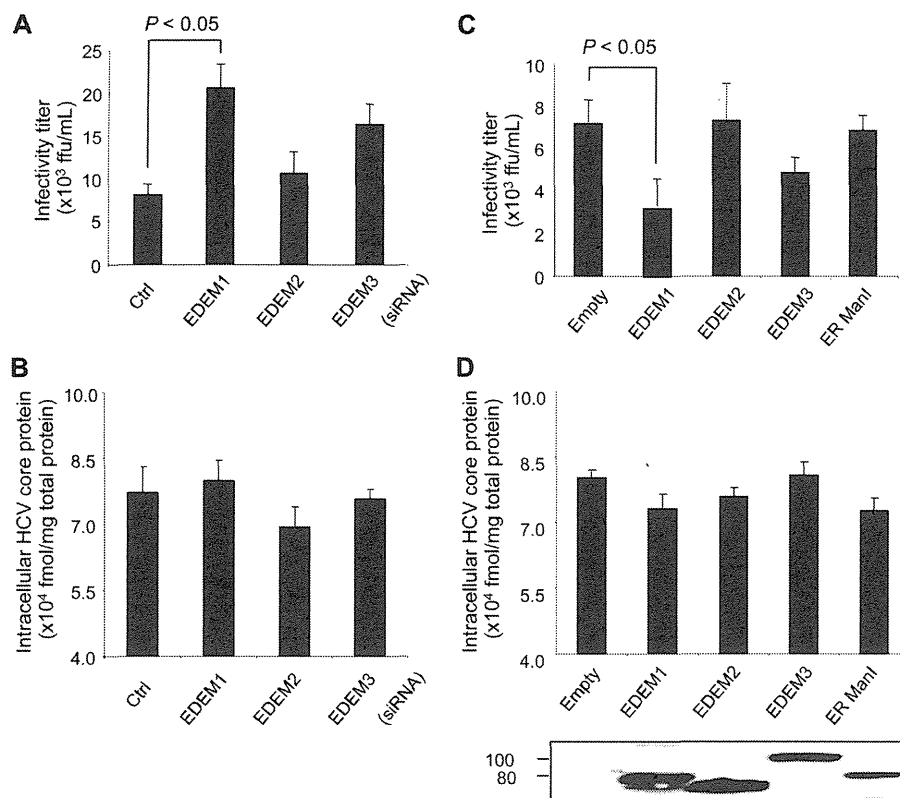 A
P < 0.05
Infectivity titer
(x10³ ffu/mL)
25
20
15
10
5
0
Ctrl
EDEM1
EDEM2
EDEM3
(siRNA)
B
Intracellular HCV core protein
(x10⁴ fmol/mg total protein)
10.0
8.5
7.0
5.5
4.0
Ctrl
EDEM1
EDEM2
EDEM3
(siRNA)
C
P < 0.05
Infectivity titer
(x10³ ffu/mL)
10
8
6
4
2
0
Empty
EDEM1
EDEM2
EDEM3
ER ManI
D
Intracellular HCV core protein
(x10⁴ fmol/mg total protein)
10.0
8.5
7.0
5.5
4.0
Empty
EDEM1
EDEM2
EDEM3
ER ManI
100
80